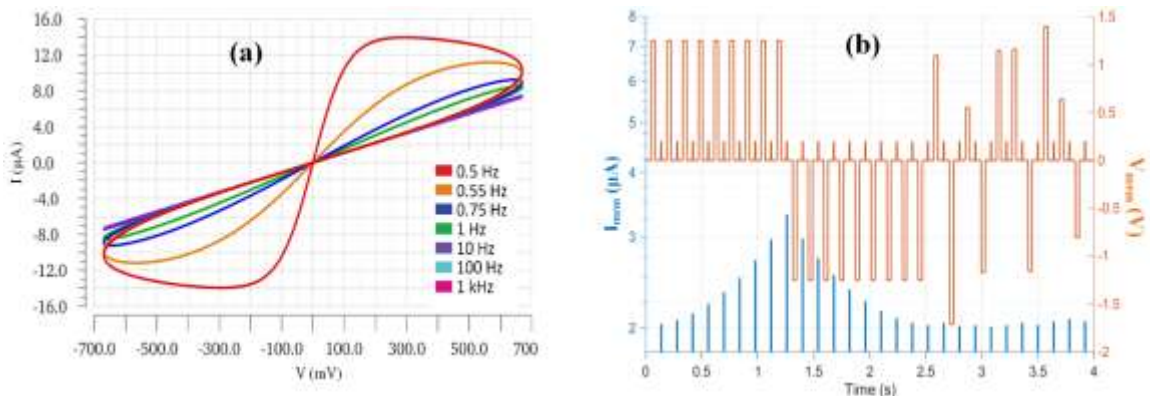 (a)
16.0
12.0
8.0
4.0
0.0
-4.0
-8.0
-12.0
-16.0
I (µA)
0.5 Hz
0.55 Hz
0.75 Hz
1 Hz
10 Hz
100 Hz
1 kHz
-700.0 -500.0 -300.0 -100.0 100.0 300.0 500.0 700
V (mV)
(b)
8
7
6
5
4
3
2
I_mem (µA)
1.5
1
0.5
0
-0.5
-1
-1.5
-2
V_mem (V)
0 0.5 1 1.5 2 2.5 3 3.5 4
Time (s)